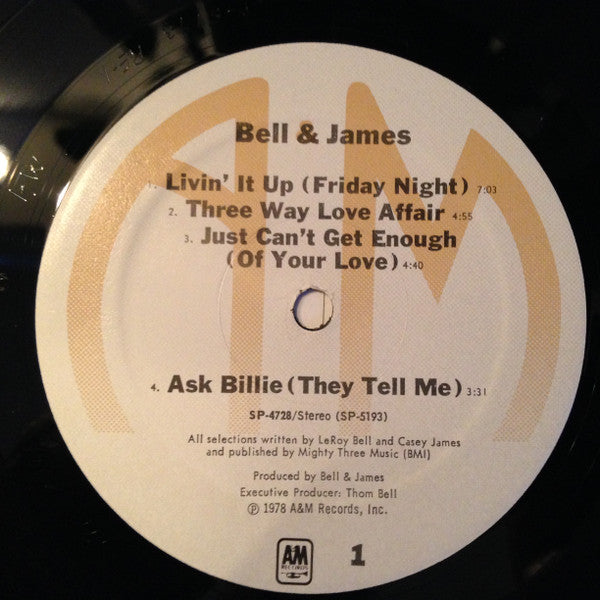 Bell & James
1. Livin' It Up (Friday Night) 7:03
2. Three Way Love Affair 4:55
3. Just Can't Get Enough
(Of Your Love) 4:40
4. Ask Billie (They Tell Me) 3:31
SP-4728/Stereo (SP-5193)
All selections written by LeRoy Bell and Casey James
and published by Mighty Three Music (BMI)
Produced by Bell & James
Executive Producer: Thom Bell
℗ 1978 A&M Records, Inc.
A&M
RECORDS
1